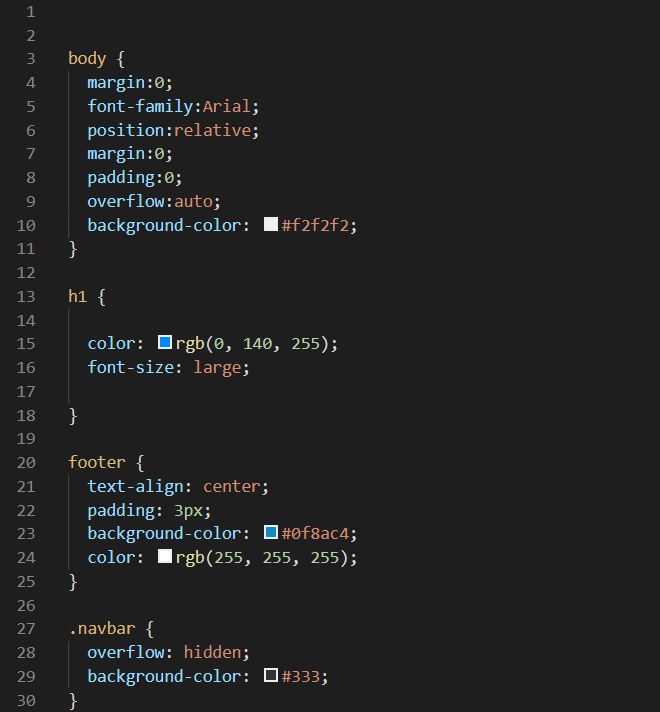 1
2
3 body {
4 margin:0;
5 font-family:Arial;
6 position:relative;
7 margin:0;
8 padding:0;
9 overflow:auto;
10 background-color: #f2f2f2;
11 }
12
13 h1 {
14
15 color: rgb(0, 140, 255);
16 font-size: large;
17
18 }
19
20 footer {
21 text-align: center;
22 padding: 3px;
23 background-color: #0f8ac4;
24 color: rgb(255, 255, 255);
25 }
26
27 .navbar {
28 overflow: hidden;
29 background-color: #333;
30 }